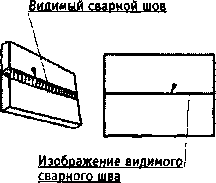 Видимый сварной шов
Изображение видимого
сварного шва